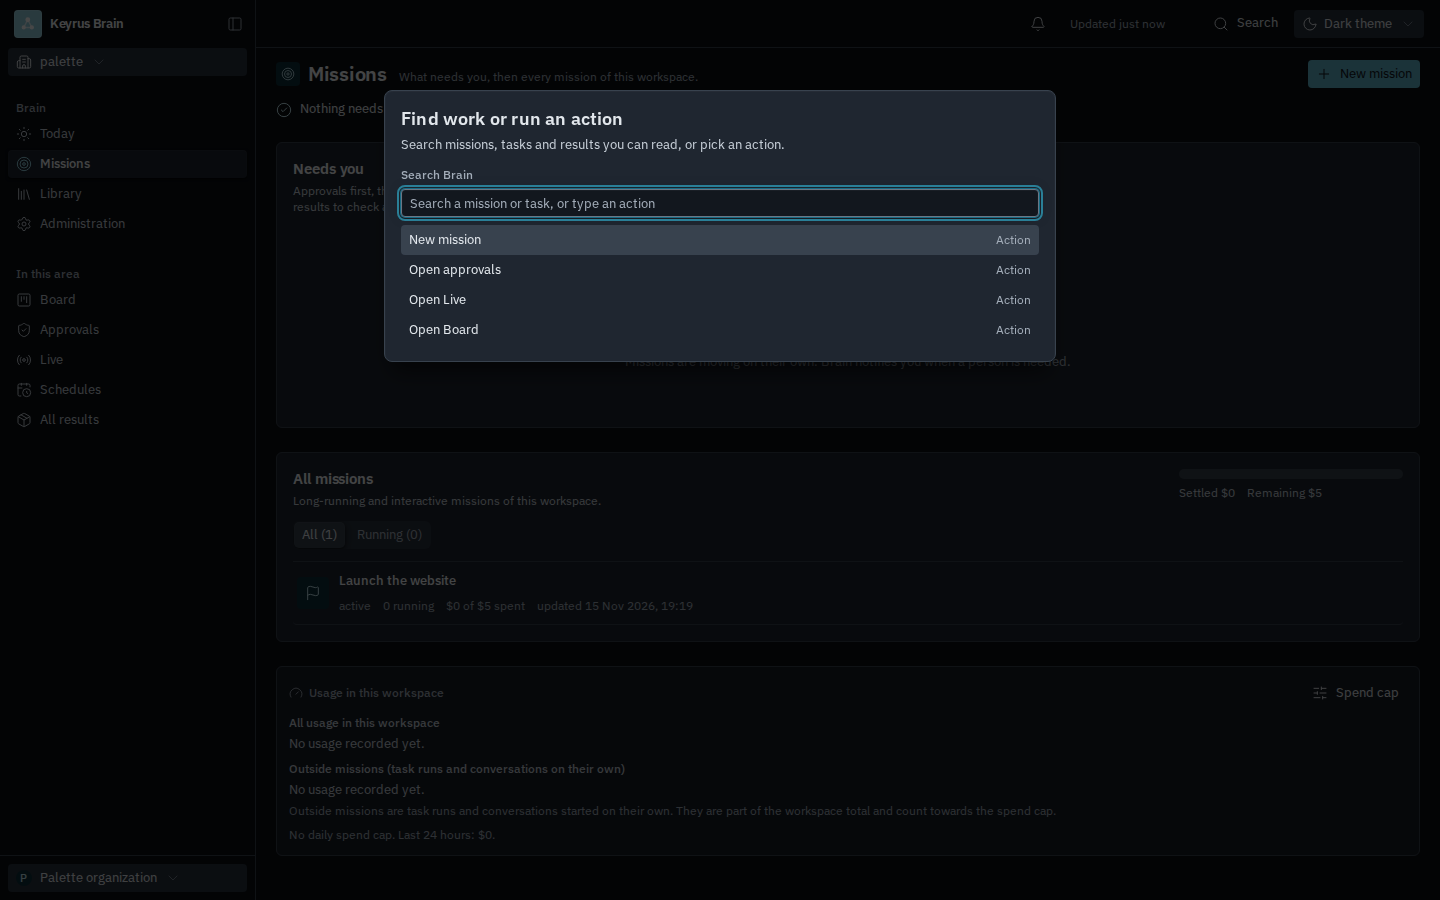 Keyrus Brain
Updated just now
Search
Dark theme
palette
Missions
What needs you, then every mission of this workspace.
New mission
Nothing needs
Brain
Today
Missions
Library
Administration
In this area
Board
Approvals
Live
Schedules
All results
Needs you
Approvals first, th
results to check a
Find work or run an action
Search missions, tasks and results you can read, or pick an action.
Search Brain
Search a mission or task, or type an action
New mission Action
Open approvals Action
Open Live Action
Open Board Action
Missions are moving on their own. Brain notifies you when a person is needed.
All missions
Long-running and interactive missions of this workspace.
Settled $0 Remaining $5
All (1) Running (0)
Launch the website
active 0 running $0 of $5 spent updated 15 Nov 2026, 19:19
Usage in this workspace
Spend cap
All usage in this workspace
No usage recorded yet.
Outside missions (task runs and conversations on their own)
No usage recorded yet.
Outside missions are task runs and conversations started on their own. They are part of the workspace total and count towards the spend cap.
No daily spend cap. Last 24 hours: $0.
P Palette organization